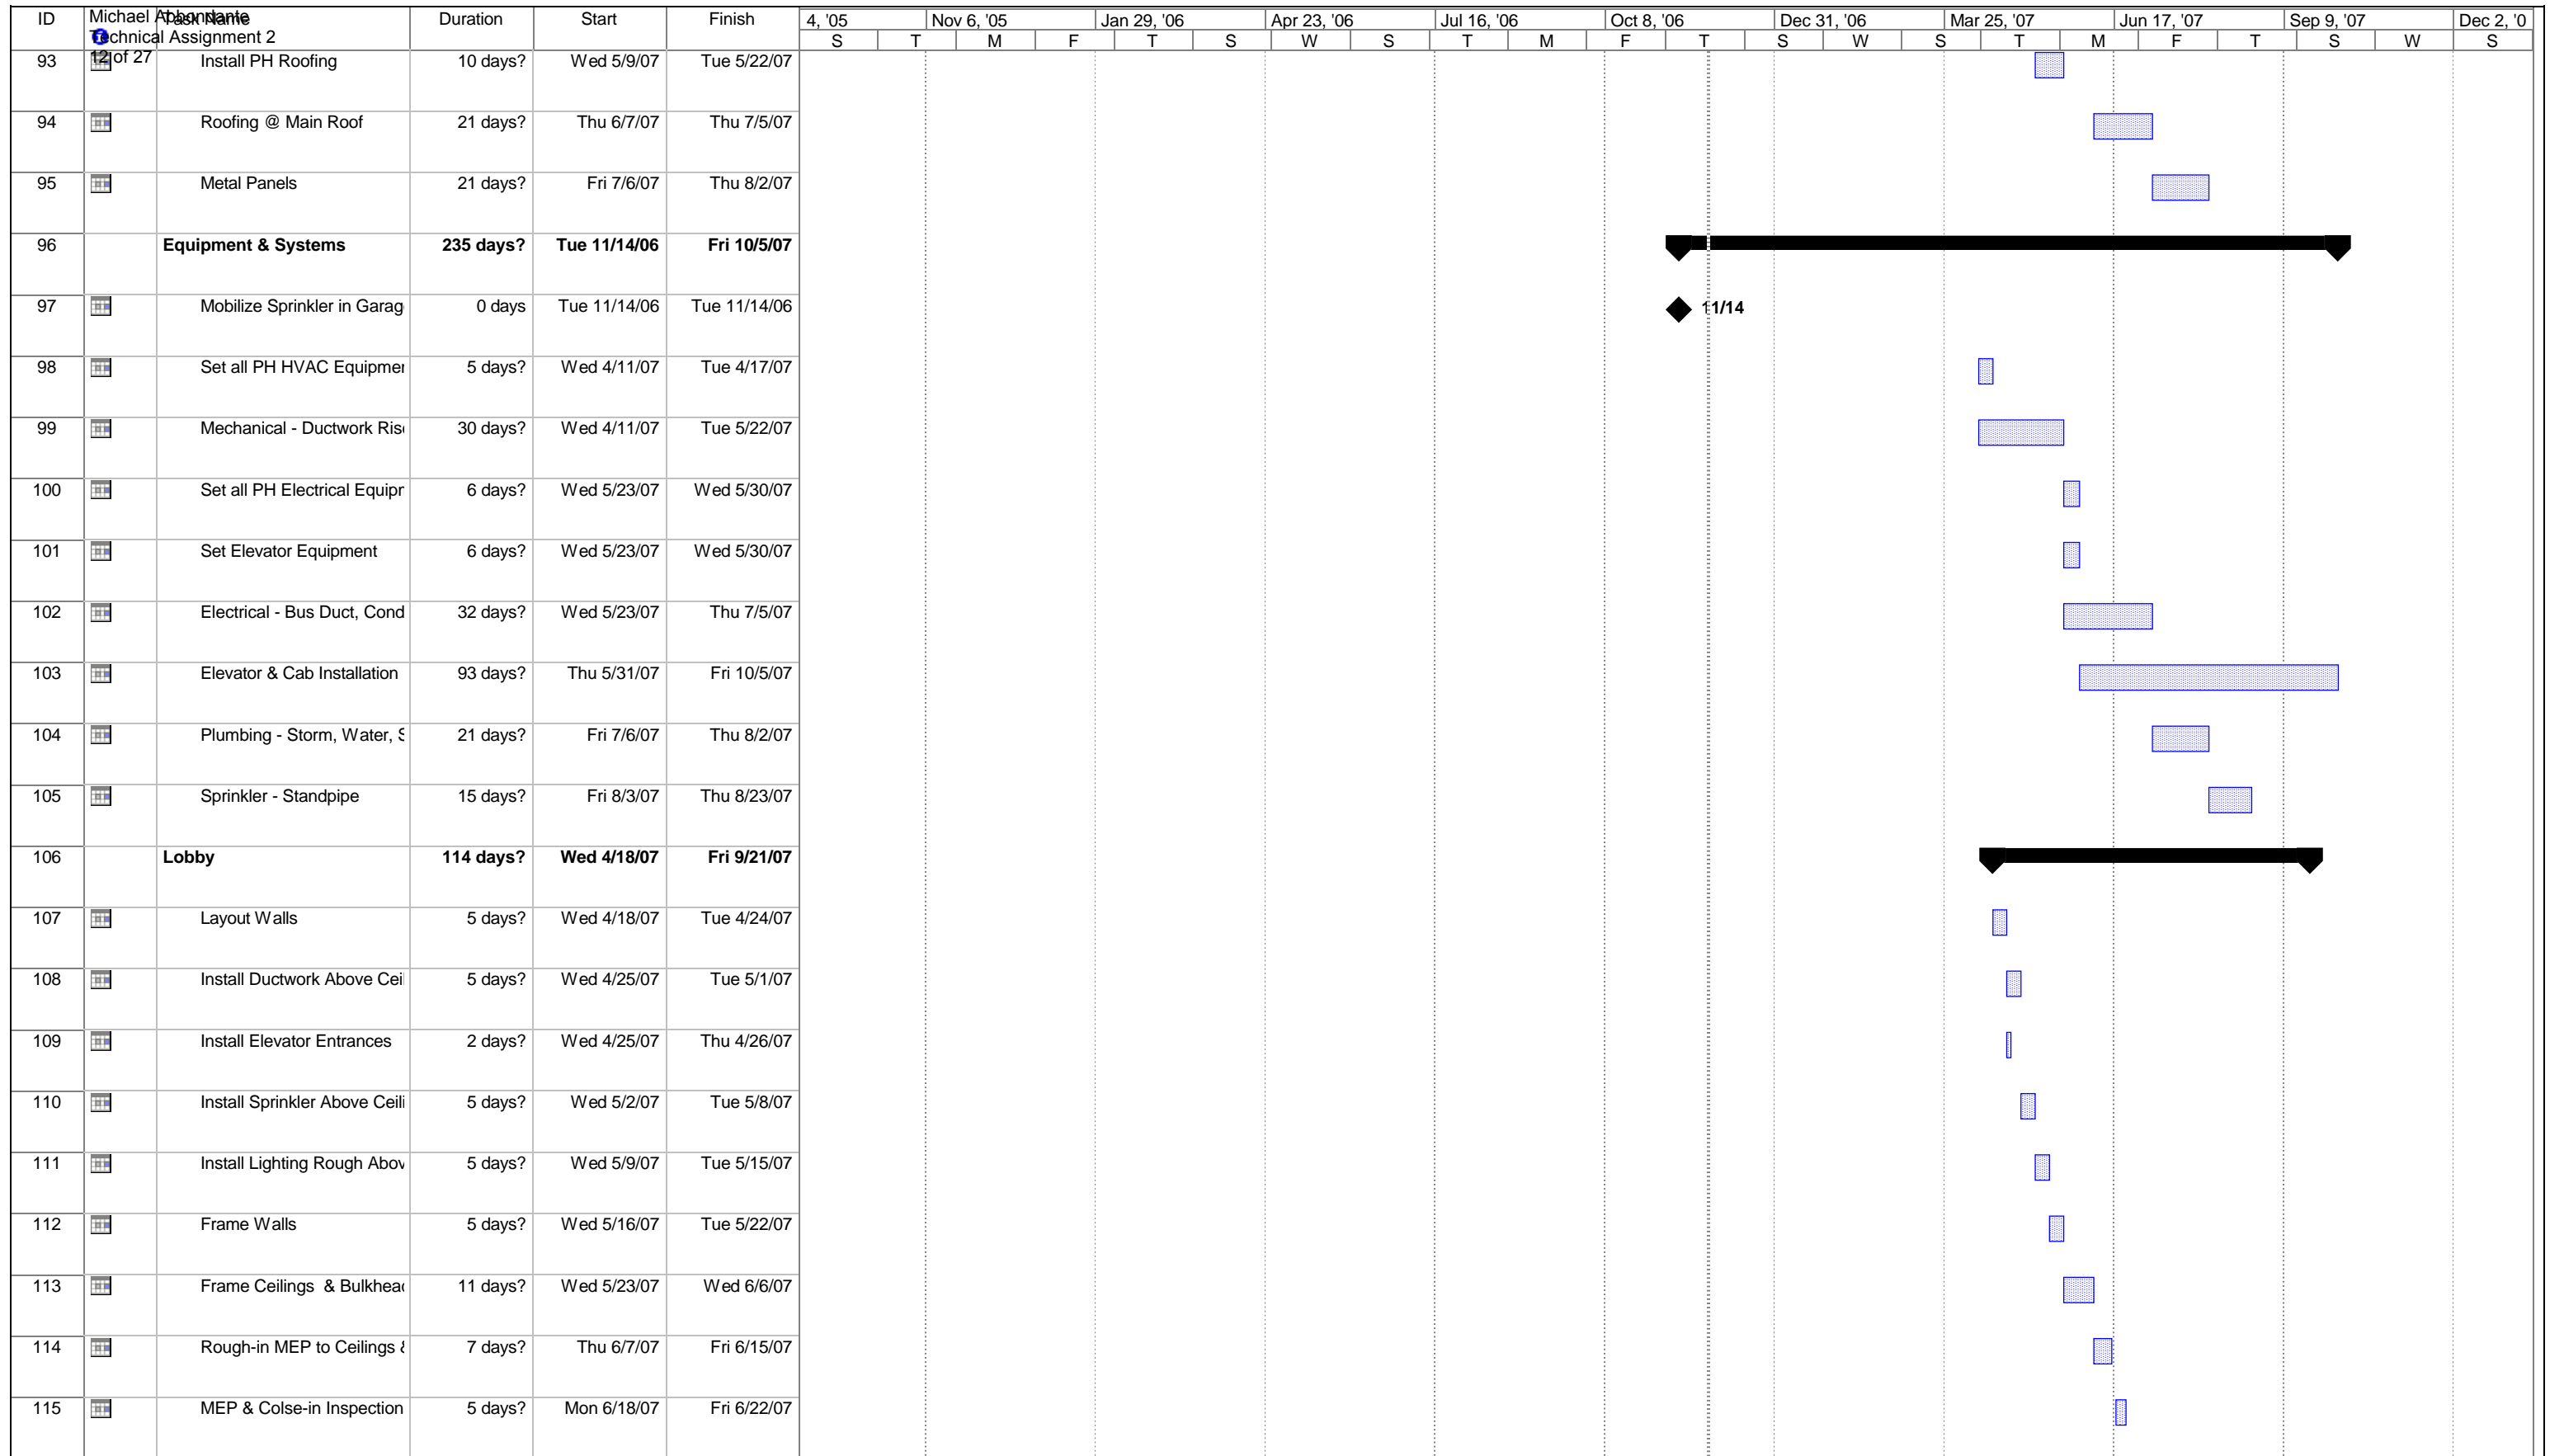 Michael Abbondante
Technical Assignment 2
12 of 27
ID Task Name Duration Start Finish 4, '05 Nov 6, '05 Jan 29, '06 Apr 23, '06 Jul 16, '06 Oct 8, '06 Dec 31, '06 Mar 25, '07 Jun 17, '07 Sep 9, '07 Dec 2, '0
S T M F T S W S T M F T S W S T M F T S W S
93 Install PH Roofing 10 days? Wed 5/9/07 Tue 5/22/07
94 Roofing @ Main Roof 21 days? Thu 6/7/07 Thu 7/5/07
95 Metal Panels 21 days? Fri 7/6/07 Thu 8/2/07
96 Equipment & Systems 235 days? Tue 11/14/06 Fri 10/5/07
97 Mobilize Sprinkler in Garag 0 days Tue 11/14/06 Tue 11/14/06 11/14
98 Set all PH HVAC Equipmen 5 days? Wed 4/11/07 Tue 4/17/07
99 Mechanical - Ductwork Rise 30 days? Wed 4/11/07 Tue 5/22/07
100 Set all PH Electrical Equipm 6 days? Wed 5/23/07 Wed 5/30/07
101 Set Elevator Equipment 6 days? Wed 5/23/07 Wed 5/30/07
102 Electrical - Bus Duct, Cond 32 days? Wed 5/23/07 Thu 7/5/07
103 Elevator & Cab Installation 93 days? Thu 5/31/07 Fri 10/5/07
104 Plumbing - Storm, Water, S 21 days? Fri 7/6/07 Thu 8/2/07
105 Sprinkler - Standpipe 15 days? Fri 8/3/07 Thu 8/23/07
106 Lobby 114 days? Wed 4/18/07 Fri 9/21/07
107 Layout Walls 5 days? Wed 4/18/07 Tue 4/24/07
108 Install Ductwork Above Ceil 5 days? Wed 4/25/07 Tue 5/1/07
109 Install Elevator Entrances 2 days? Wed 4/25/07 Thu 4/26/07
110 Install Sprinkler Above Ceili 5 days? Wed 5/2/07 Tue 5/8/07
111 Install Lighting Rough Abov 5 days? Wed 5/9/07 Tue 5/15/07
112 Frame Walls 5 days? Wed 5/16/07 Tue 5/22/07
113 Frame Ceilings & Bulkhead 11 days? Wed 5/23/07 Wed 6/6/07
114 Rough-in MEP to Ceilings & 7 days? Thu 6/7/07 Fri 6/15/07
115 MEP & Colse-in Inspection 5 days? Mon 6/18/07 Fri 6/22/07